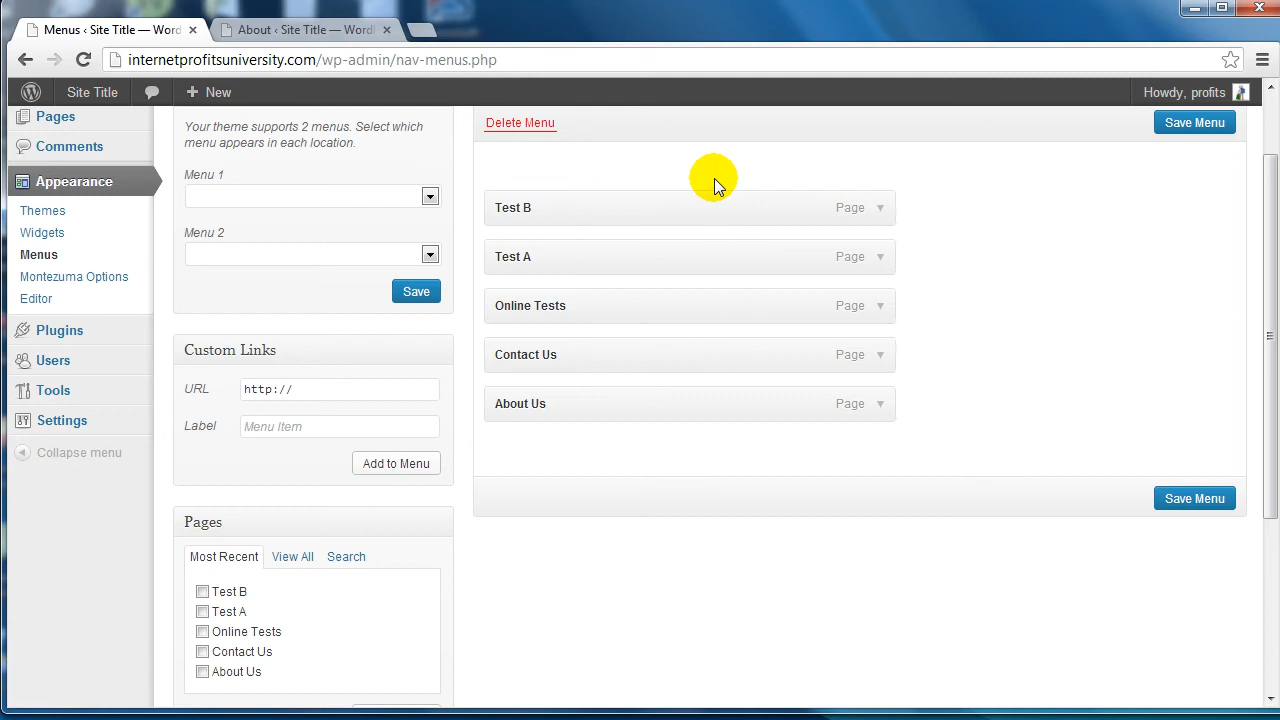 Menus ‹ Site Title — Word
About ‹ Site Title — Word
internetprofitsuniversity.com/wp-admin/nav-menus.php
Site Title
New
Howdy, profits
Pages
Comments
Appearance
Themes
Widgets
Menus
Montezuma Options
Editor
Plugins
Users
Tools
Settings
Collapse menu
Your theme supports 2 menus. Select which
menu appears in each location.
Menu 1
Menu 2
Save
Custom Links
URL
http://
Label
Menu Item
Add to Menu
Pages
Most Recent
View All
Search
Test B
Test A
Online Tests
Contact Us
About Us
Delete Menu
Save Menu
Test B
Page
Test A
Page
Online Tests
Page
Contact Us
Page
About Us
Page
Save Menu